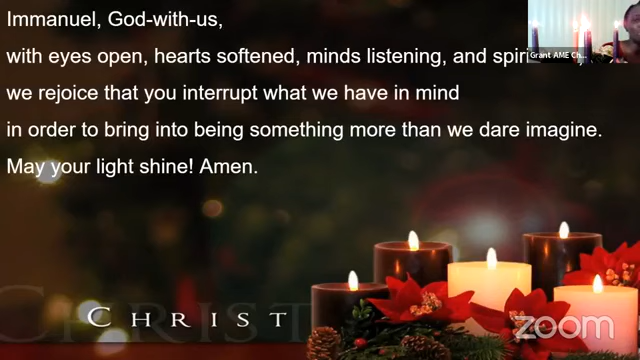 Immanuel, God-with-us,
with eyes open, hearts softened, minds listening, and
we rejoice that you interrupt what we have in mind
in order to bring into being something more than we dare imagine.
May your light shine! Amen.
Grant AME Ch...
CHRIST
zoom